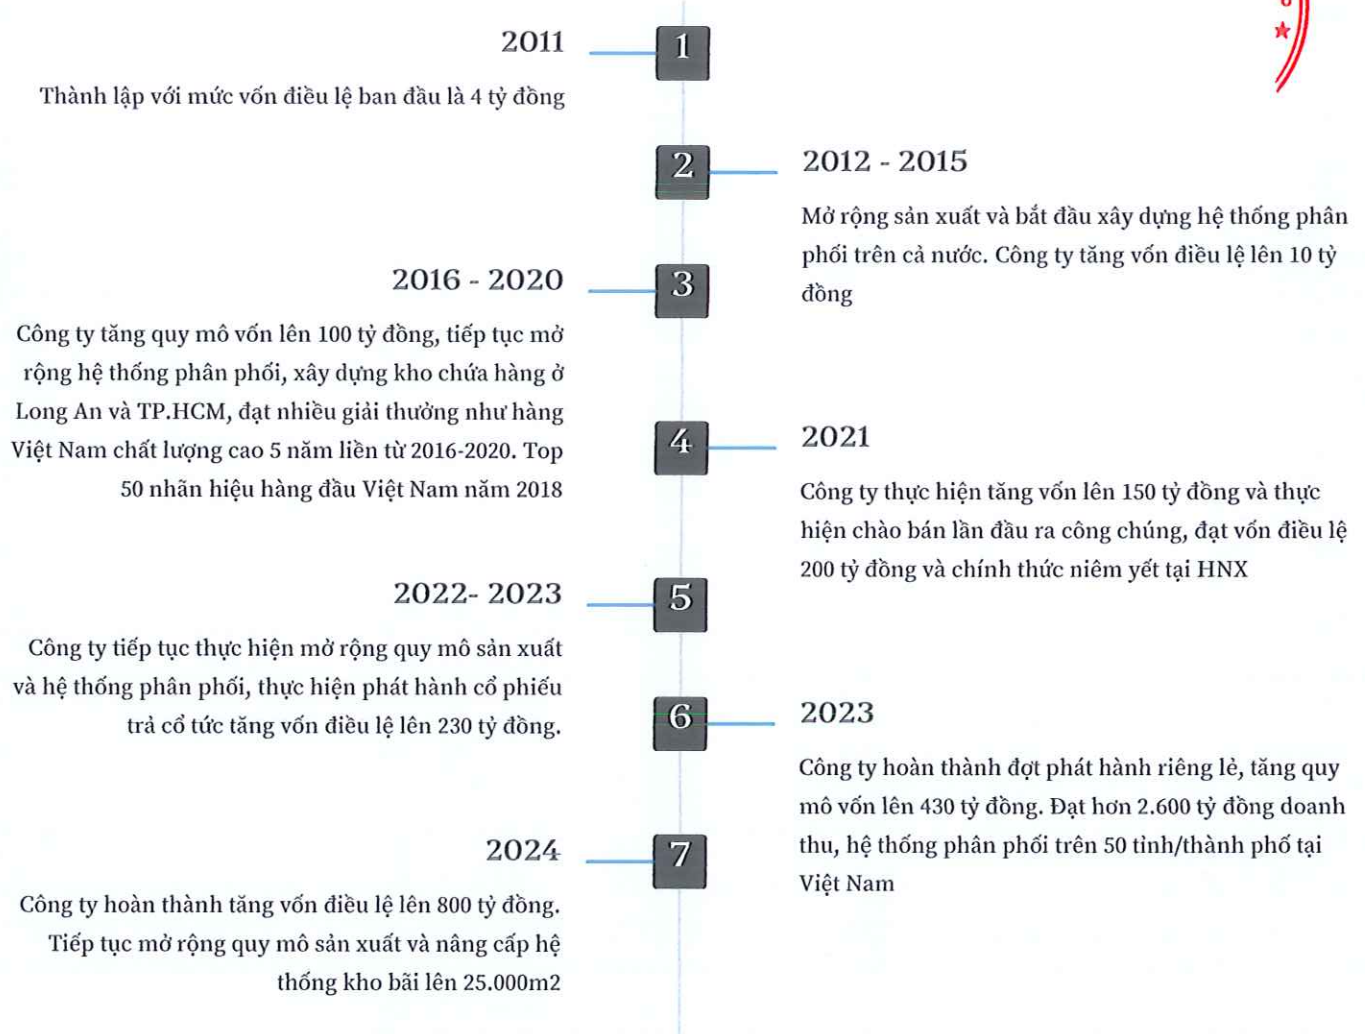 2011
1
Thành lập với mức vốn điều lệ ban đầu là 4 tỷ đồng
2
2012 - 2015
Mở rộng sản xuất và bắt đầu xây dựng hệ thống phân
phối trên cả nước. Công ty tăng vốn điều lệ lên 10 tỷ
đồng
2016 - 2020
3
Công ty tăng quy mô vốn lên 100 tỷ đồng, tiếp tục mở
rộng hệ thống phân phối, xây dựng kho chứa hàng ở
Long An và TP.HCM, đạt nhiều giải thưởng như hàng
Việt Nam chất lượng cao 5 năm liền từ 2016-2020. Top
50 nhãn hiệu hàng đầu Việt Nam năm 2018
4
2021
Công ty thực hiện tăng vốn lên 150 tỷ đồng và thực
hiện chào bán lần đầu ra công chúng, đạt vốn điều lệ
200 tỷ đồng và chính thức niêm yết tại HNX
2022- 2023
5
Công ty tiếp tục thực hiện mở rộng quy mô sản xuất
và hệ thống phân phối, thực hiện phát hành cổ phiếu
trả cổ tức tăng vốn điều lệ lên 230 tỷ đồng.
6
2023
Công ty hoàn thành đợt phát hành riêng lẻ, tăng quy
mô vốn lên 430 tỷ đồng. Đạt hơn 2.600 tỷ đồng doanh
thu, hệ thống phân phối trên 50 tỉnh/thành phố tại
Việt Nam
2024
7
Công ty hoàn thành tăng vốn điều lệ lên 800 tỷ đồng.
Tiếp tục mở rộng quy mô sản xuất và nâng cấp hệ
thống kho bãi lên 25.000m2